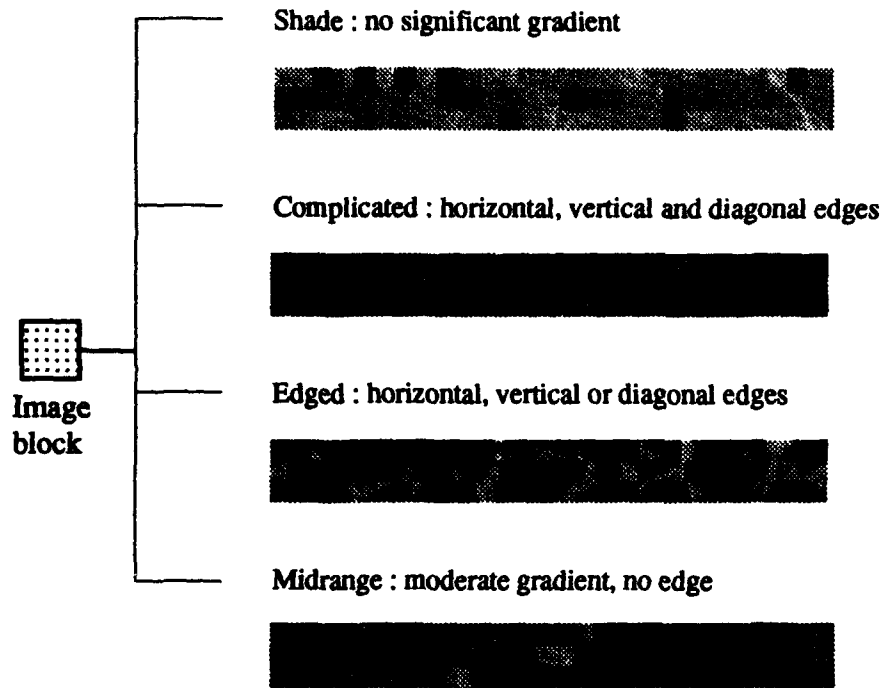 Shade : no significant gradient
Complicated : horizontal, vertical and diagonal edges
Image
block
Edged : horizontal, vertical or diagonal edges
Midrange : moderate gradient, no edge